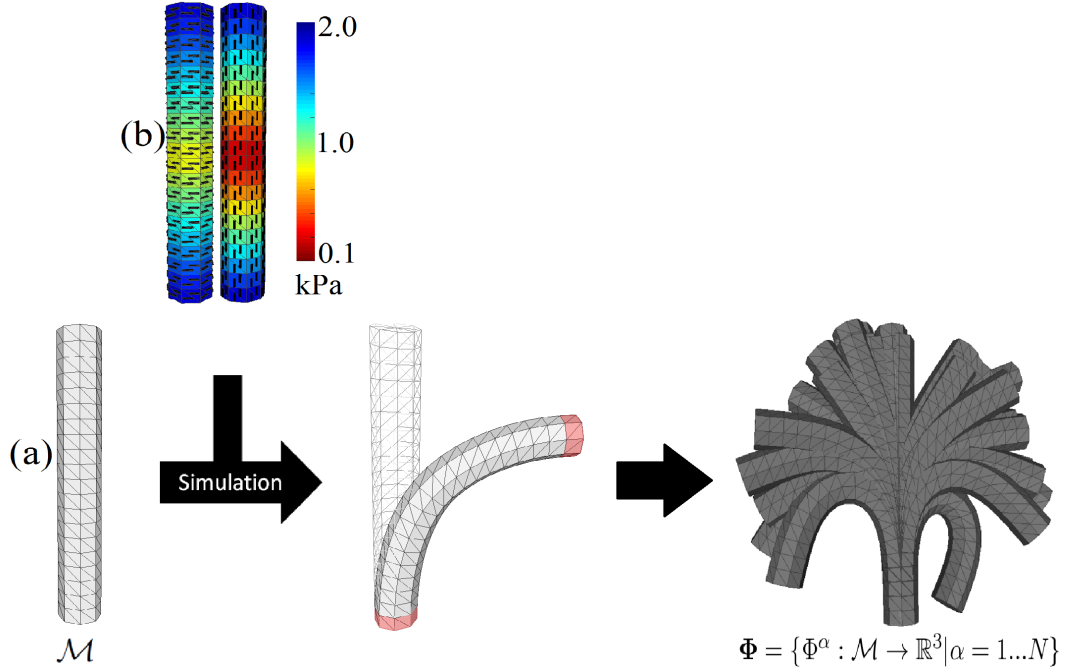 2.0
(b)
1.0
0.1
kPa
(a)
Simulation
ℳ
𝚽 = {Φ^α : ℳ → ℝ³|α = 1...N}